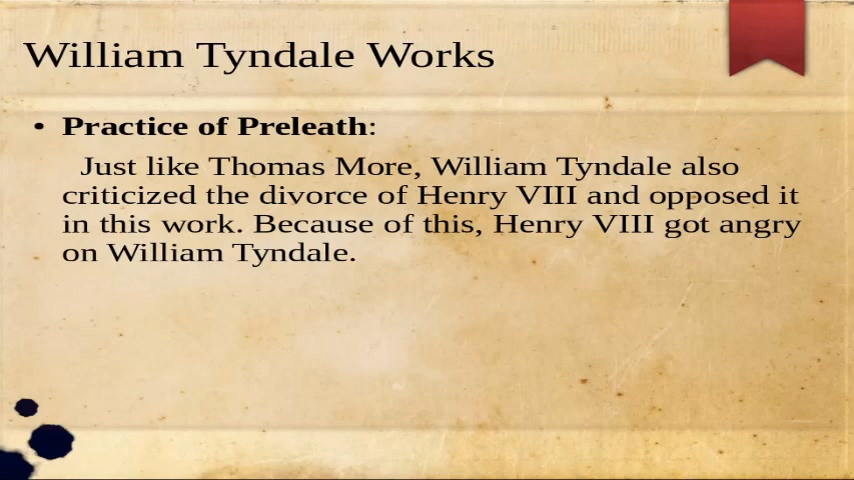 William Tyndale Works
• Practice of Preleath:
Just like Thomas More, William Tyndale also
criticized the divorce of Henry VIII and opposed it
in this work. Because of this, Henry VIII got angry
on William Tyndale.